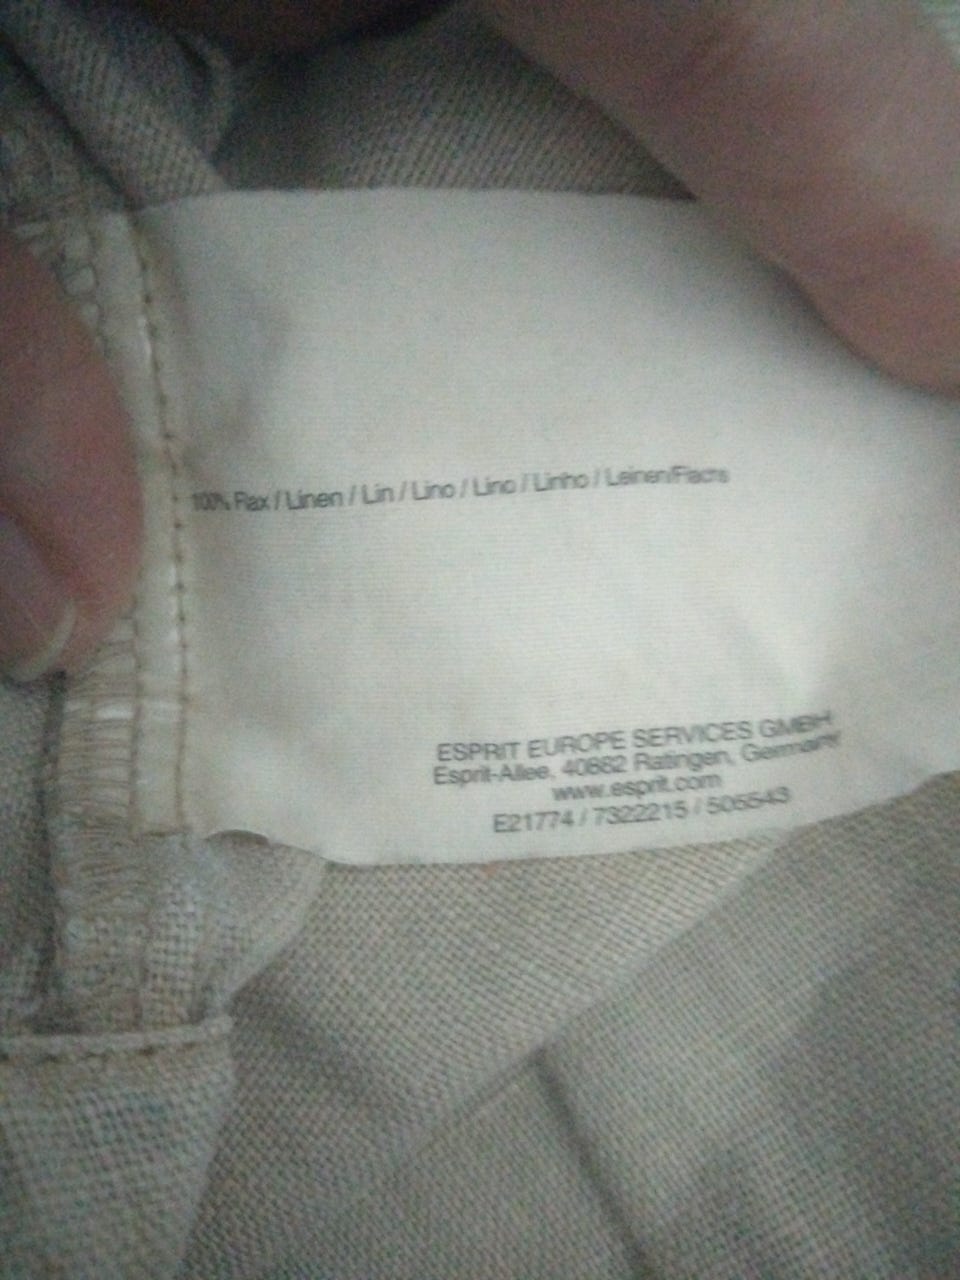 100% Flax / Linen / Lin / Lino / Lino / Linho / Leinen/Flachs
ESPRIT EUROPE SERVICES GMBH
Esprit-Allee, 40882 Ratingen, Germany
www.esprit.com
E21774 / 7322215 / 506543